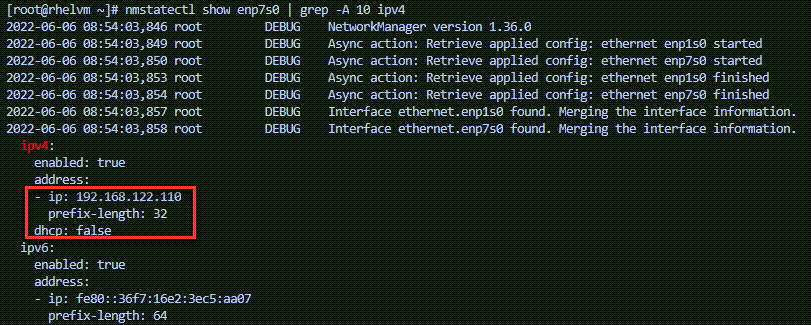 [root@rhelvm ~]# nmstatectl show enp7s0 | grep -A 10 ipv4
2022-06-06 08:54:03,846 root         DEBUG    NetworkManager version 1.36.0
2022-06-06 08:54:03,849 root         DEBUG    Async action: Retrieve applied config: ethernet enp1s0 started
2022-06-06 08:54:03,850 root         DEBUG    Async action: Retrieve applied config: ethernet enp7s0 started
2022-06-06 08:54:03,853 root         DEBUG    Async action: Retrieve applied config: ethernet enp1s0 finished
2022-06-06 08:54:03,854 root         DEBUG    Async action: Retrieve applied config: ethernet enp7s0 finished
2022-06-06 08:54:03,857 root         DEBUG    Interface ethernet.enp1s0 found. Merging the interface information.
2022-06-06 08:54:03,858 root         DEBUG    Interface ethernet.enp7s0 found. Merging the interface information.
  ipv4:
    enabled: true
    address:
    - ip: 192.168.122.110
      prefix-length: 32
    dhcp: false
  ipv6:
    enabled: true
    address:
    - ip: fe80::36f7:16e2:3ec5:aa07
      prefix-length: 64